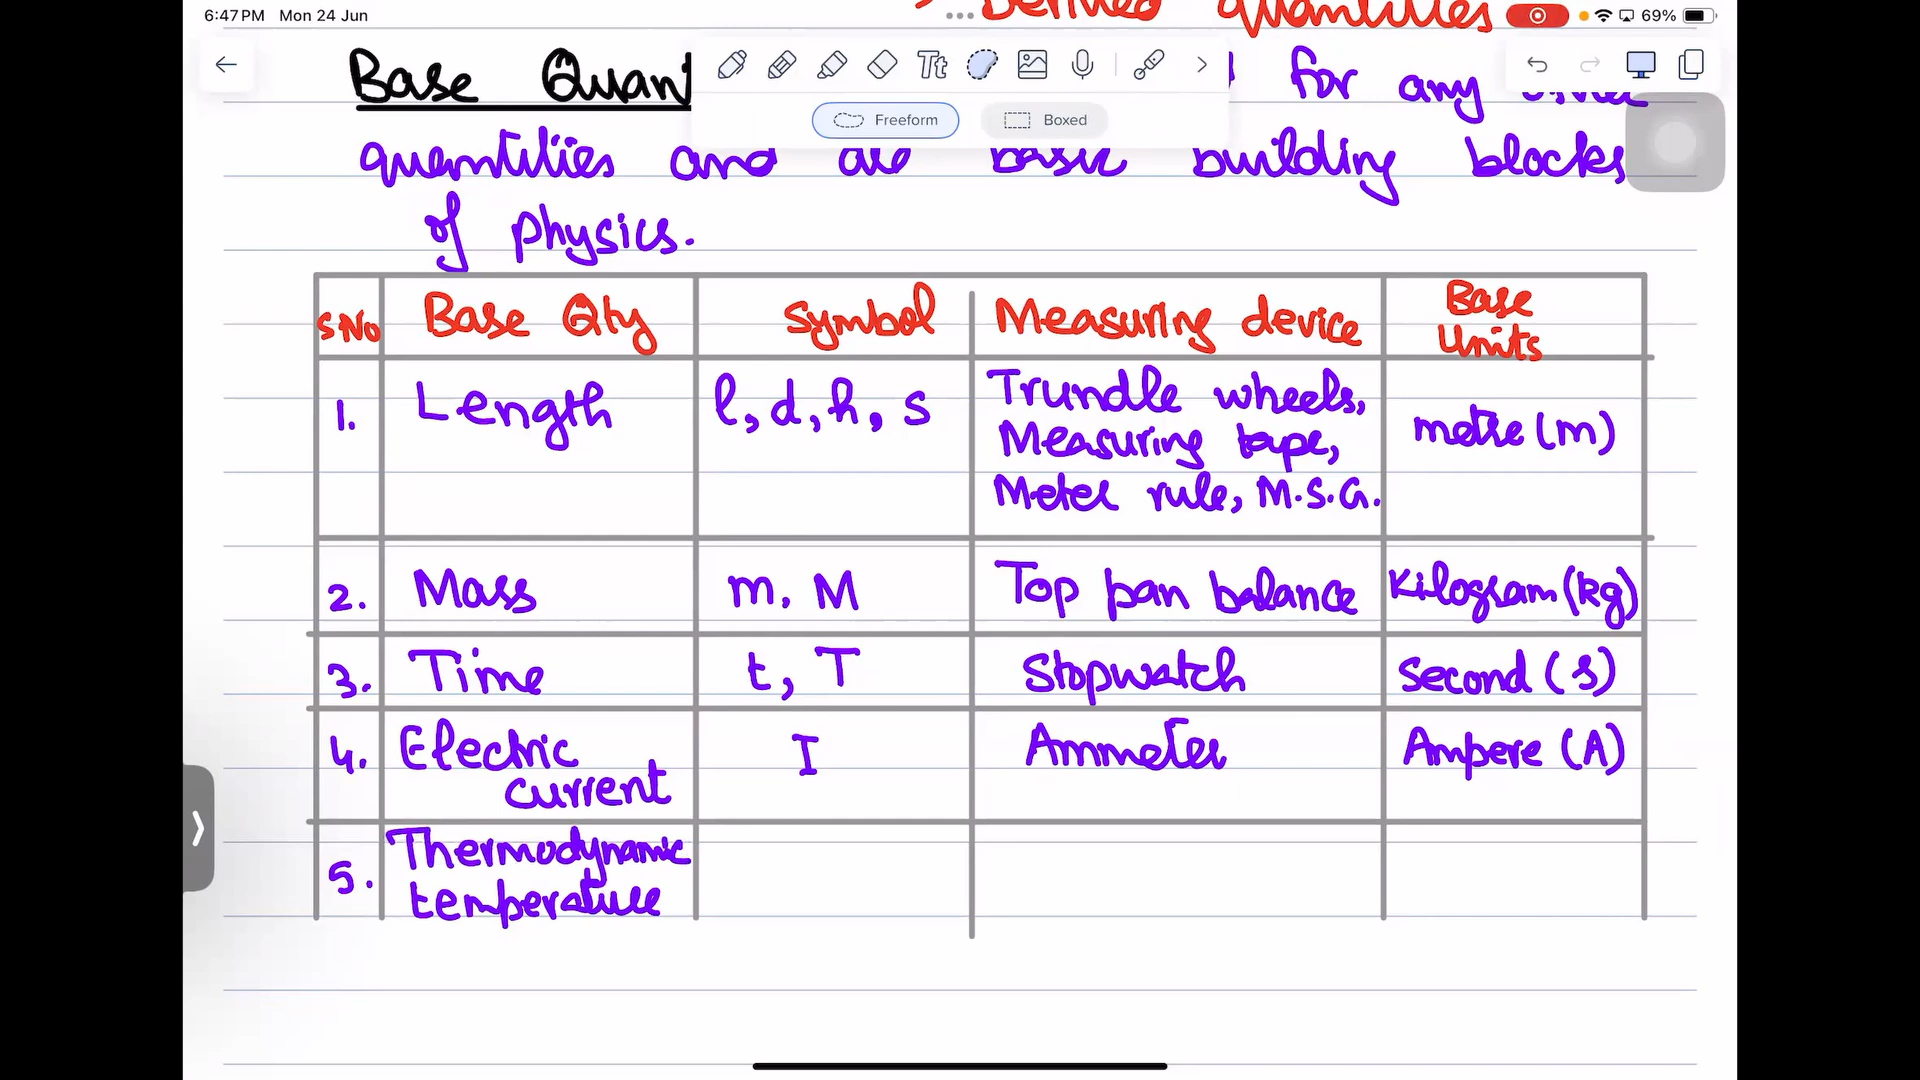 6:47 PM Mon 24 Jun
69%
Derived quantities
Freeform
Boxed
Base Quan
for any
quantities and are basic building blocks
of physics.
S No Base Qty Symbol Measuring device Base Units
1. Length l, d, h, s Trundle wheels, Measuring tape, Meter rule, M.S.G. metre (m)
2. Mass m, M Top pan balance Kilogram (kg)
3. Time t, T Stopwatch second (s)
4. Electric current I Ammeter Ampere (A)
5. Thermodynamic temperature